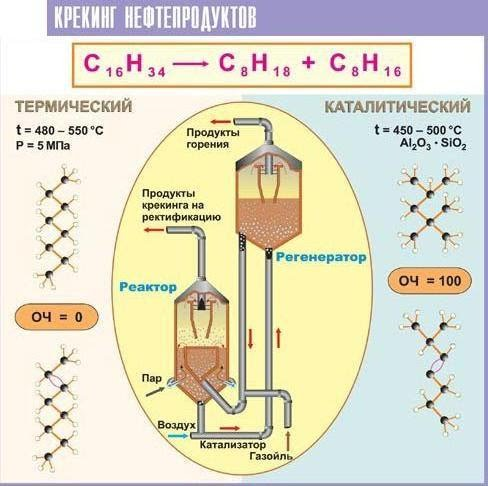 КРЕКИНГ НЕФТЕПРОДУКТОВ
C₁₆H₃₄ → C₈H₁₈ + C₈H₁₆
ТЕРМИЧЕСКИЙ
t = 480 – 550 °C
P = 5 МПа
КАТАЛИТИЧЕСКИЙ
t = 450 – 500 °C
Al₂O₃ · SiO₂
Продукты
горения
Продукты
крекинга на
ректификацию
Регенератор
Реактор
ОЧ = 0
ОЧ = 100
Пар
Воздух
Катализатор
Газойль